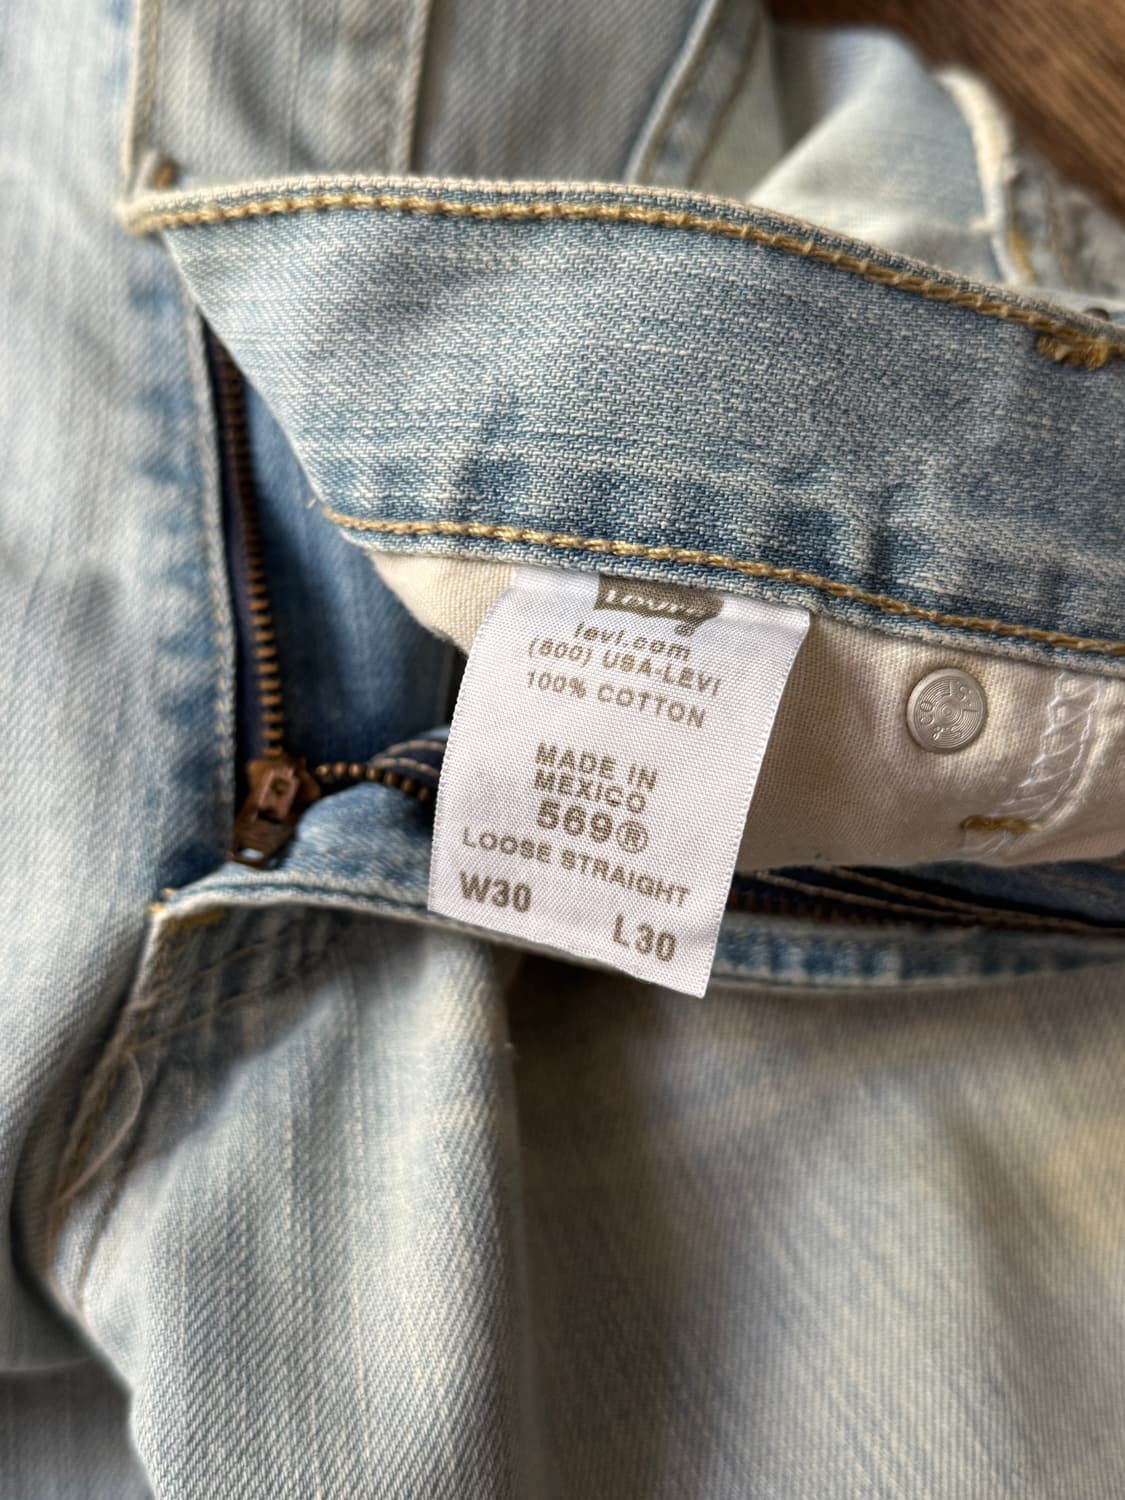 levi.com
(800) USA-LEVI
100% COTTON
MADE IN
MEXICO
569®
LOOSE STRAIGHT
W30 L30